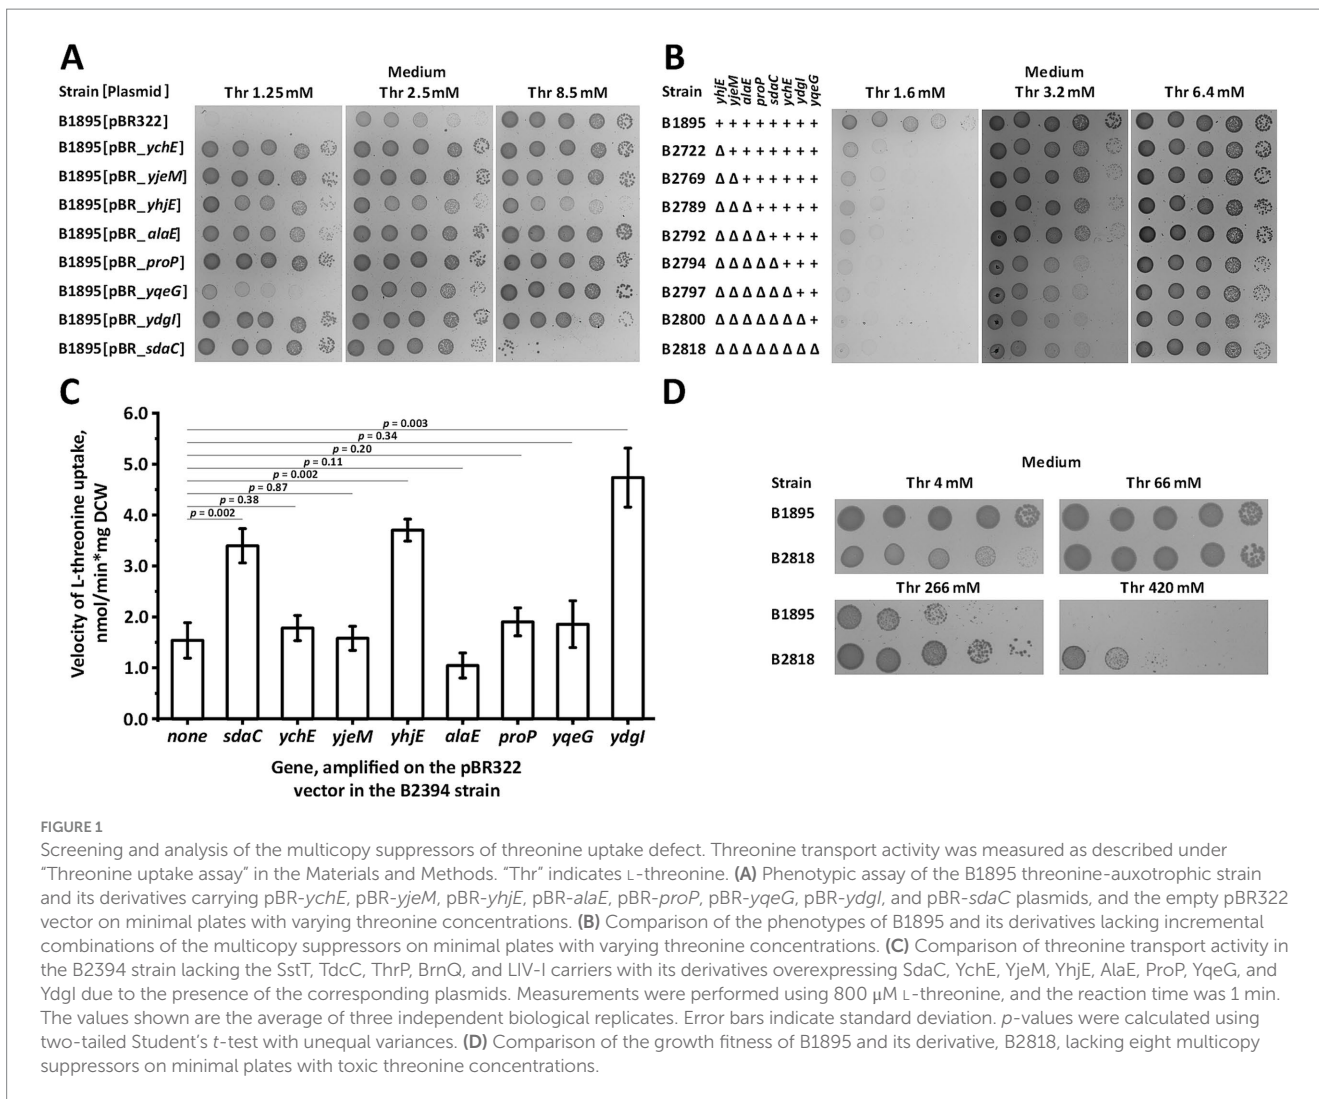 A
Medium
Strain [Plasmid] Thr 1.25 mM Thr 2.5 mM Thr 8.5 mM
B1895[pBR322]
B1895[pBR_ychE]
B1895[pBR_yjeM]
B1895[pBR_yhjE]
B1895[pBR_alaE]
B1895[pBR_proP]
B1895[pBR_yqeG]
B1895[pBR_ydgI]
B1895[pBR_sdaC]
B
Medium
Strain yhjE yjeM alaE proP sdaC ychE ydgI yqeG Thr 1.6 mM Thr 3.2 mM Thr 6.4 mM
B1895 + + + + + + + +
B2722 Δ + + + + + + +
B2769 Δ Δ + + + + + +
B2789 Δ Δ Δ + + + + +
B2792 Δ Δ Δ Δ + + + +
B2794 Δ Δ Δ Δ Δ + + +
B2797 Δ Δ Δ Δ Δ Δ + +
B2800 Δ Δ Δ Δ Δ Δ Δ +
B2818 Δ Δ Δ Δ Δ Δ Δ Δ
C
Velocity of L-threonine uptake,
nmol/min*mg DCW
6.0
5.0
4.0
3.0
2.0
1.0
0.0
p = 0.003
p = 0.34
p = 0.20
p = 0.11
p = 0.002
p = 0.87
p = 0.38
p = 0.002
none sdaC ychE yjeM yhjE alaE proP yqeG ydgI
Gene, amplified on the pBR322
vector in the B2394 strain
D
Medium
Strain Thr 4 mM Thr 66 mM
B1895
B2818
Thr 266 mM Thr 420 mM
B1895
B2818
FIGURE 1
Screening and analysis of the multicopy suppressors of threonine uptake defect. Threonine transport activity was measured as described under
“Threonine uptake assay” in the Materials and Methods. “Thr” indicates L-threonine. (A) Phenotypic assay of the B1895 threonine-auxotrophic strain
and its derivatives carrying pBR-ychE, pBR-yjeM, pBR-yhjE, pBR-alaE, pBR-proP, pBR-yqeG, pBR-ydgI, and pBR-sdaC plasmids, and the empty pBR322
vector on minimal plates with varying threonine concentrations. (B) Comparison of the phenotypes of B1895 and its derivatives lacking incremental
combinations of the multicopy suppressors on minimal plates with varying threonine concentrations. (C) Comparison of threonine transport activity in
the B2394 strain lacking the SstT, TdcC, ThrP, BrnQ, and LIV-I carriers with its derivatives overexpressing SdaC, YchE, YjeM, YhjE, AlaE, ProP, YqeG, and
YdgI due to the presence of the corresponding plasmids. Measurements were performed using 800 μM L-threonine, and the reaction time was 1 min.
The values shown are the average of three independent biological replicates. Error bars indicate standard deviation. p-values were calculated using
two-tailed Student’s t-test with unequal variances. (D) Comparison of the growth fitness of B1895 and its derivative, B2818, lacking eight multicopy
suppressors on minimal plates with toxic threonine concentrations.